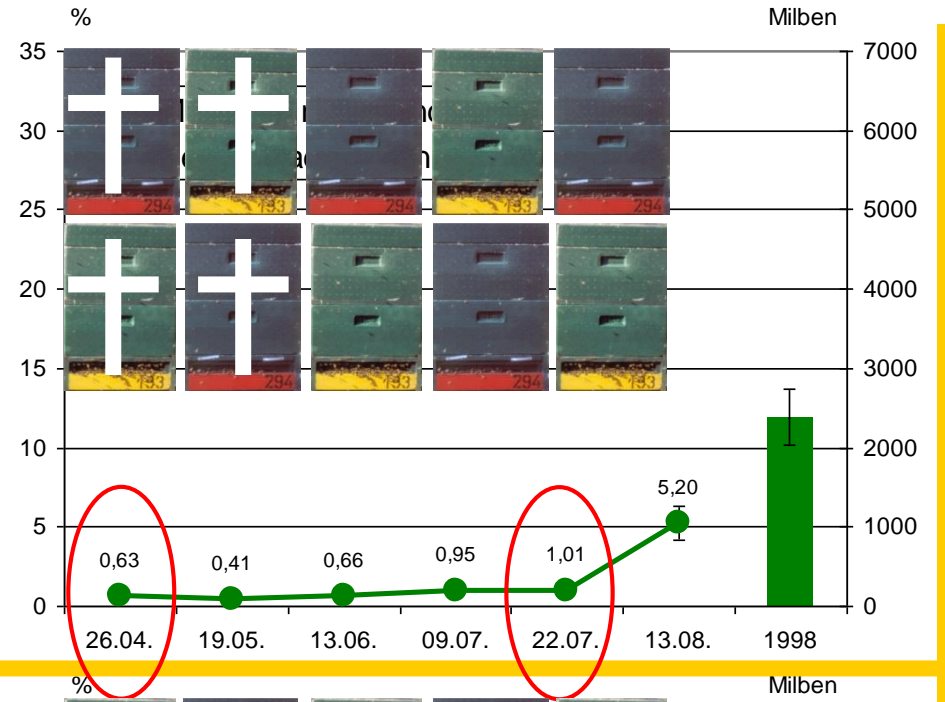 % Milben
35 7000
30 6000
25 294 193 294 193 294 5000
20 4000
15 193 294 193 294 193 3000
10 2000
5,20
5 1000
0,63 0,41 0,66 0,95 1,01
0 0
26.04. 19.05. 13.06. 09.07. 22.07. 13.08. 1998
% Milben